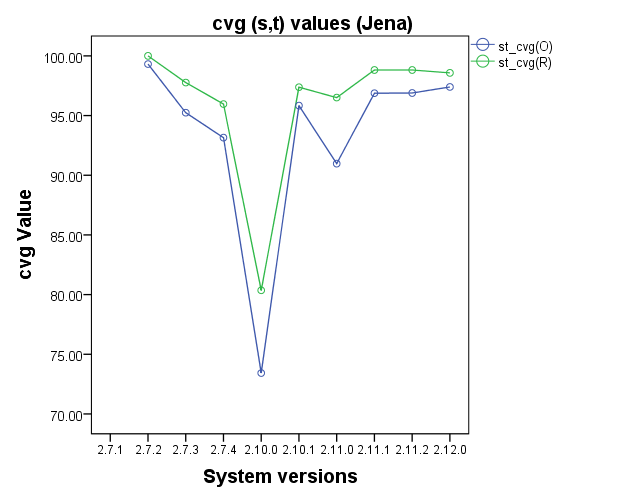 cvg (s,t) values (Jena)
st_cvg(O)
st_cvg(R)
100.00
95.00
90.00
85.00
80.00
75.00
70.00
cvg Value
2.7.1 2.7.2 2.7.3 2.7.4 2.10.0 2.10.1 2.11.0 2.11.1 2.11.2 2.12.0
System versions